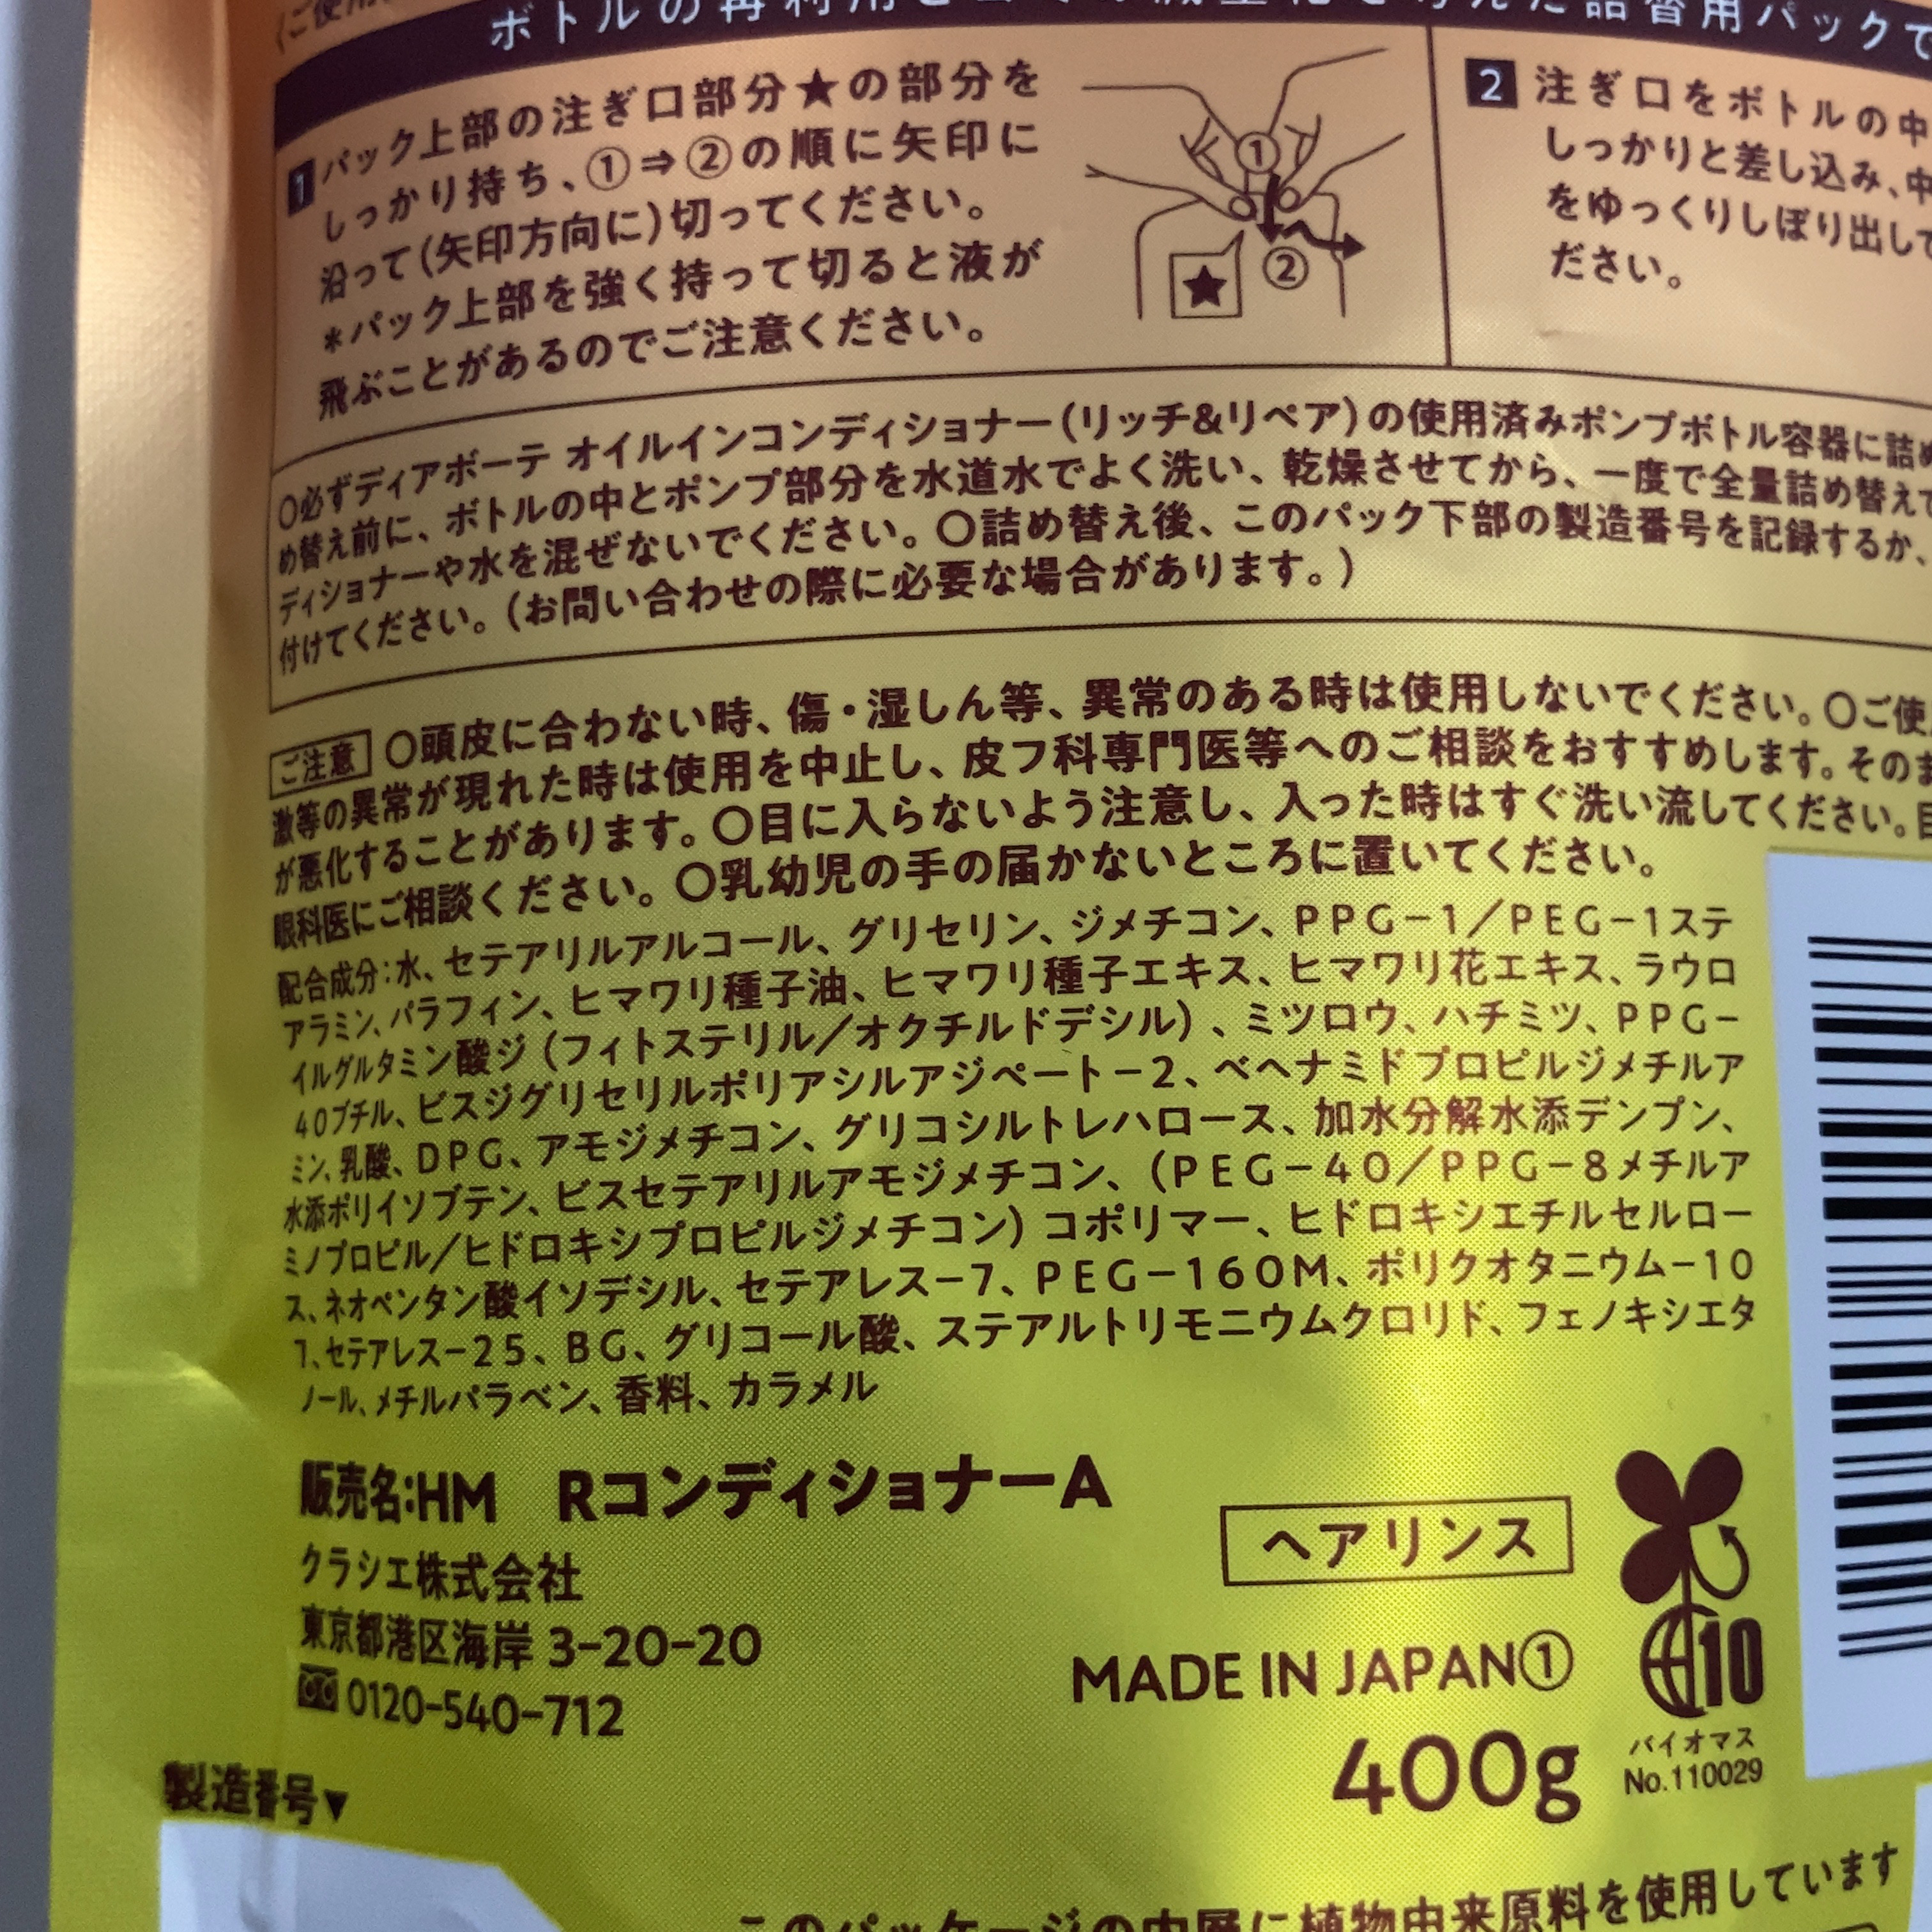 ボトルの再利用と
詰替用パックで
1 パック上部の注ぎ口部分★の部分を
しっかり持ち、①⇒②の順に矢印に
沿って(矢印方向に)切ってください。
*パック上部を強く持って切ると液が
飛ぶことがあるのでご注意ください。
①
②
★
2 注ぎ口をボトルの中
しっかりと差し込み、中
をゆっくりしぼり出して
ださい。
〇必ずディアボーテ オイルインコンディショナー(リッチ&リペア)の使用済みポンプボトル容器に詰め
め替え前に、ボトルの中とポンプ部分を水道水でよく洗い、乾燥させてから、一度で全量詰め替えて
ディショナーや水を混ぜないでください。〇詰め替え後、このパック下部の製造番号を記録するか、
付けてください。(お問い合わせの際に必要な場合があります。)
ご注意 〇頭皮に合わない時、傷・湿しん等、異常のある時は使用しないでください。〇ご使
激等の異常が現れた時は使用を中止し、皮フ科専門医等へのご相談をおすすめします。そのま
が悪化することがあります。〇目に入らないよう注意し、入った時はすぐ洗い流してください。目
眼科医にご相談ください。〇乳幼児の手の届かないところに置いてください。
配合成分:水、セテアリルアルコール、グリセリン、ジメチコン、PPG-1/PEG-1ステ
アラミン、パラフィン、ヒマワリ種子油、ヒマワリ種子エキス、ヒマワリ花エキス、ラウロ
イルグルタミン酸ジ(フィトステリル/オクチルドデシル)、ミツロウ、ハチミツ、PPG-
40ブチル、ビスジグリセリルポリアシルアジペート-2、ベヘナミドプロピルジメチルア
ミン、乳酸、DPG、アモジメチコン、グリコシルトレハロース、加水分解水添デンプン、
水添ポリイソブテン、ビスセテアリルアモジメチコン、(PEG-40/PPG-8メチルア
ミノプロピル/ヒドロキシプロピルジメチコン)コポリマー、ヒドロキシエチルセルロー
ス、ネオペンタン酸イソデシル、セテアレス-7、PEG-160M、ポリクオタニウム-10
7、セテアレス-25、BG、グリコール酸、ステアルトリモニウムクロリド、フェノキシエタ
ノール、メチルパラベン、香料、カラメル
販売名:HM RコンディショナーA
クラシエ株式会社
東京都港区海岸 3-20-20
0120-540-712
ヘアリンス
MADE IN JAPAN①
400g
10
バイオマス
No.110029
製造番号▼
このパッケージの内層に植物由来原料を使用しています